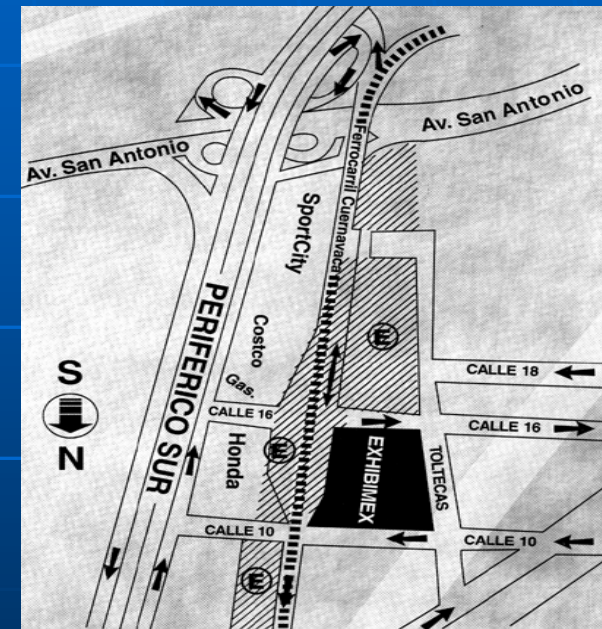 Av. San Antonio
Av. San Antonio
Ferrocarril Cuernavaca
SportCity
PERIFERICO SUR
Costco
E
Gas.
S
N
CALLE 18
CALLE 16
CALLE 16
Honda
E
EXHIBIMEX
TOLTECAS
CALLE 10
CALLE 10
E